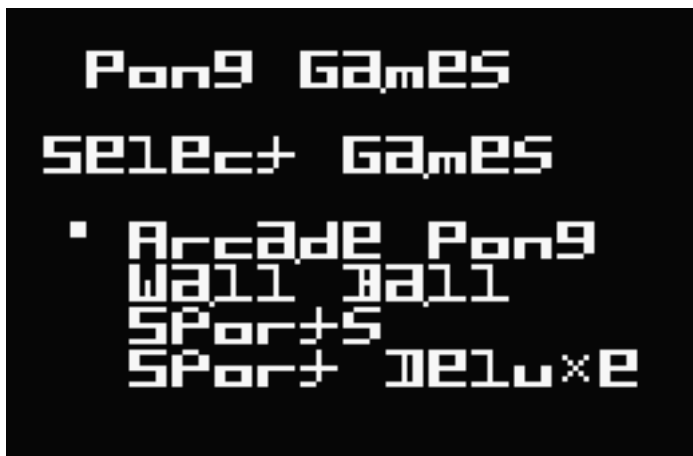 Pong Games
Select Games
Arcade Pong
Wall Ball
Sports
Sport Deluxe